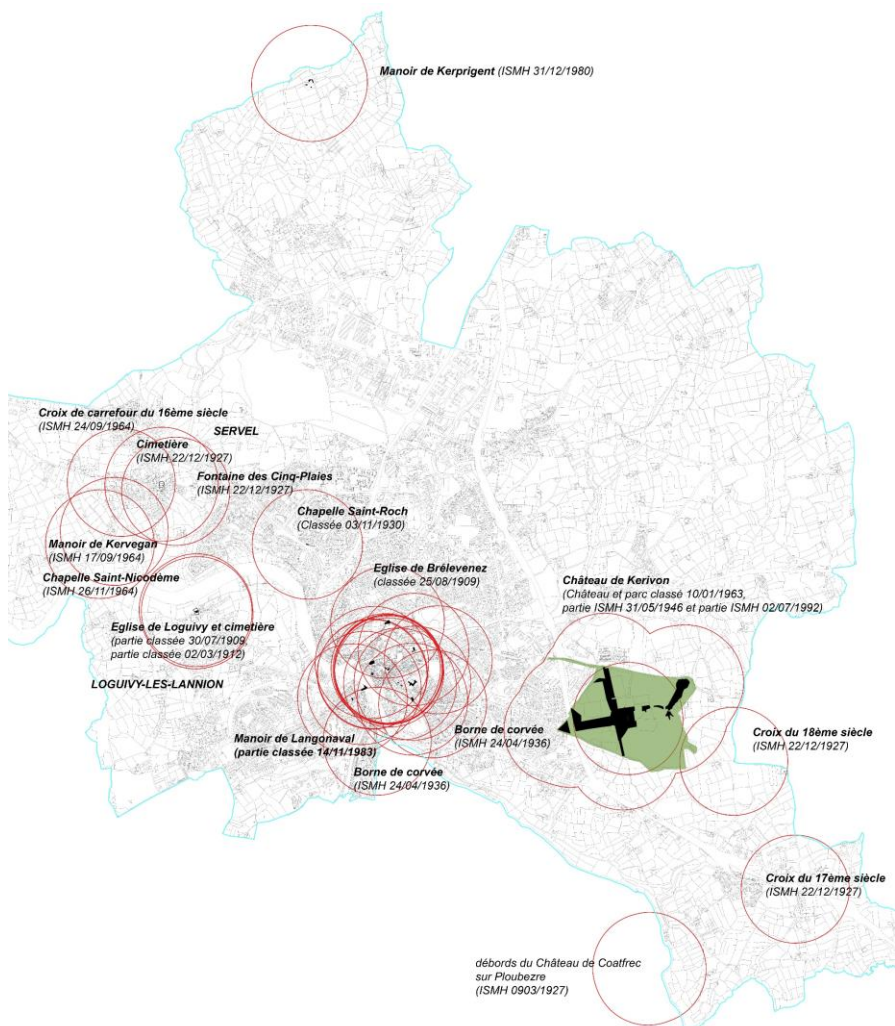 Manoir de Kerprigent (ISMH 31/12/1980)
Croix de carrefour du 16ème siècle
(ISMH 24/09/1964)
SERVEL
Cimetière
(ISMH 22/12/1927)
Fontaine des Cinq-Plaies
(ISMH 22/12/1927)
Chapelle Saint-Roch
(Classée 03/11/1930)
Manoir de Kervegan
(ISMH 17/09/1964)
Chapelle Saint-Nicodème
(ISMH 26/11/1964)
Eglise de Brélevenez
(classée 25/08/1909)
Château de Kerivon
(Château et parc classé 10/01/1963,
partie ISMH 31/05/1946 et partie ISMH 02/07/1992)
Eglise de Loguivy et cimetière
(partie classée 30/07/1909,
partie classée 02/03/1912)
LOGUIVY-LES-LANNION
Manoir de Langonaval
(partie classée 14/11/1983)
Borne de corvée
(ISMH 24/04/1936)
Borne de corvée
(ISMH 24/04/1936)
Croix du 18ème siècle
(ISMH 22/12/1927)
Croix du 17ème siècle
(ISMH 22/12/1927)
débords du Château de Coatfrec
sur Ploubezre
(ISMH 0903/1927)